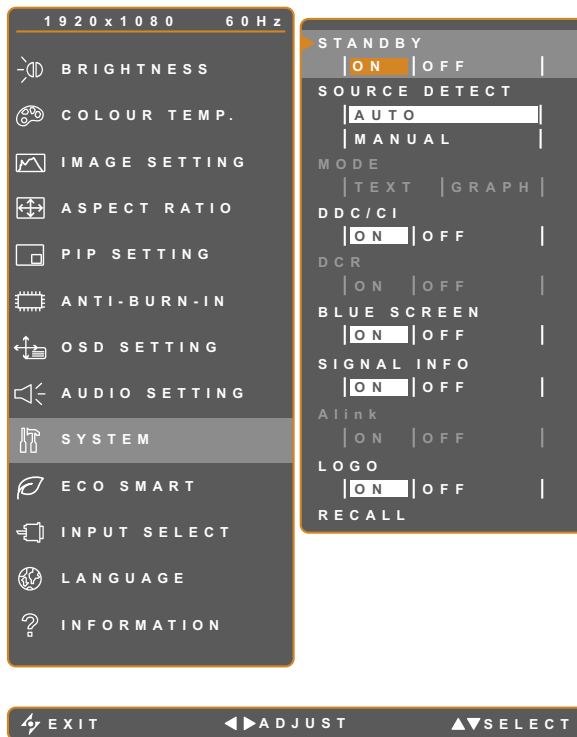 1920x1080 60Hz
BRIGHTNESS
COLOUR TEMP.
IMAGE SETTING
ASPECT RATIO
PIP SETTING
ANTI-BURN-IN
OSD SETTING
AUDIO SETTING
SYSTEM
ECO SMART
INPUT SELECT
LANGUAGE
INFORMATION
STANDBY
ON OFF
SOURCE DETECT
AUTO
MANUAL
MODE
TEXT GRAPH
DDC/CI
ON OFF
DCR
ON OFF
BLUE SCREEN
ON OFF
SIGNAL INFO
ON OFF
Alink
ON OFF
LOGO
ON OFF
RECALL
EXIT ADJUST SELECT